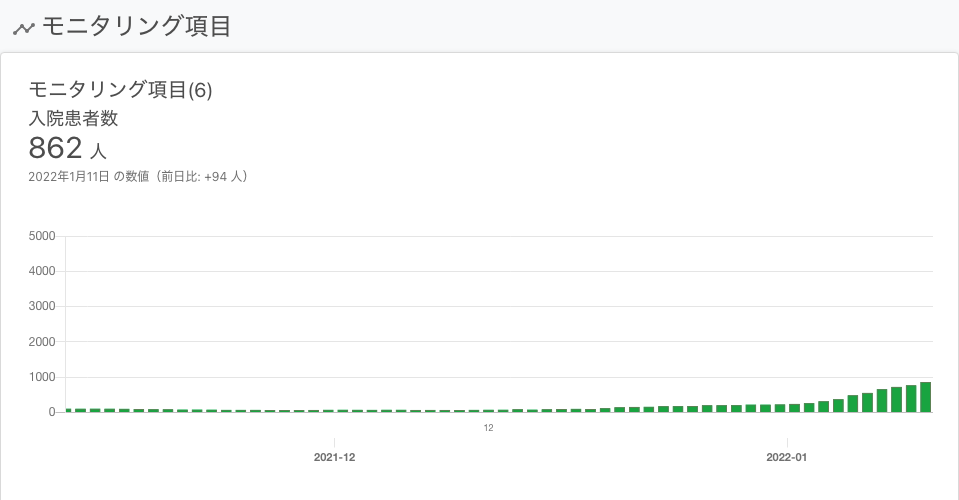 モニタリング項目
モニタリング項目(6)
入院患者数
862 人
2022年1月11日 の数値（前日比: +94 人）
5000
4000
3000
2000
1000
0
12
2021-12
2022-01